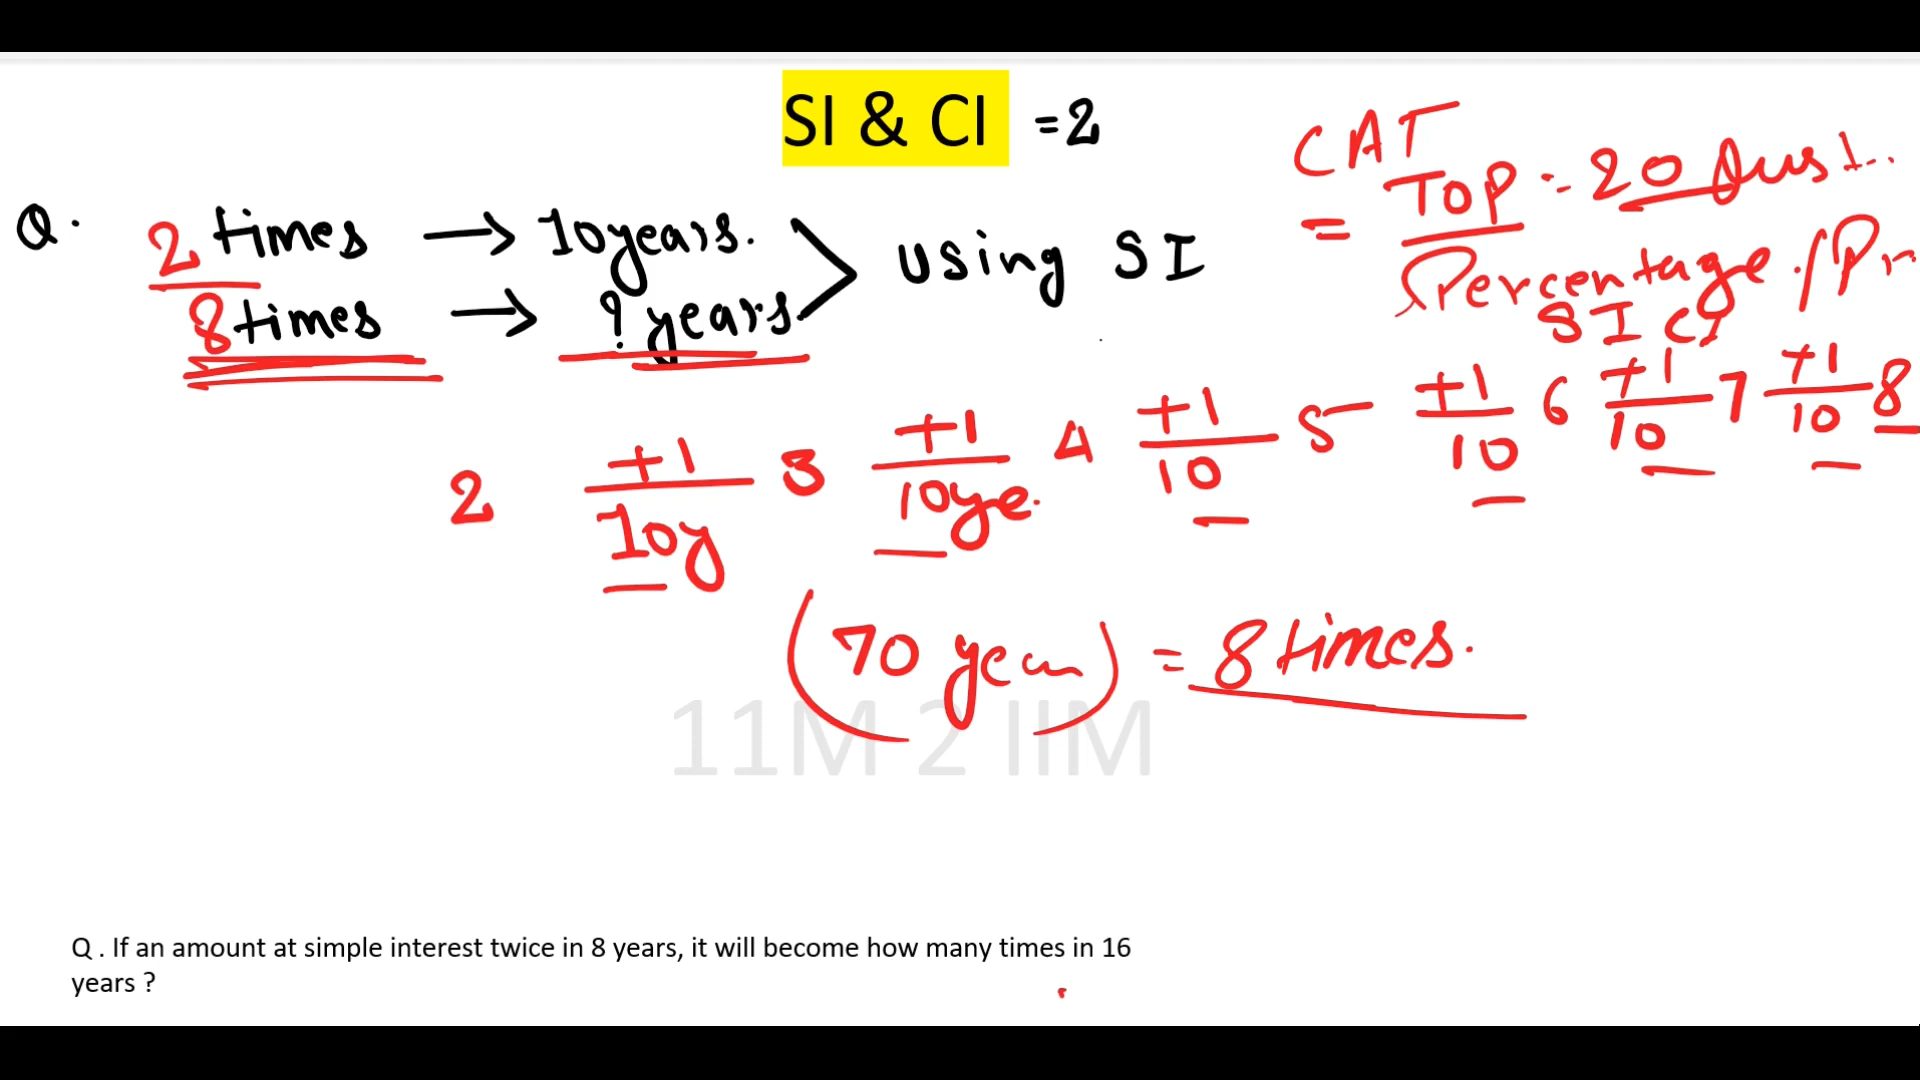 SI & CI = 2
CAT
= TOP = 20
Percentage /
SI CI
Q. 2 times → 10 years.
8 times → ? years
using SI
2 +1/10y 3 +1/10ye. 4 +1/10 5 +1/10 6 +1/10 7 +1/10 8
(70 year) = 8 times.
11M 2 IIM
Q . If an amount at simple interest twice in 8 years, it will become how many times in 16
years ?